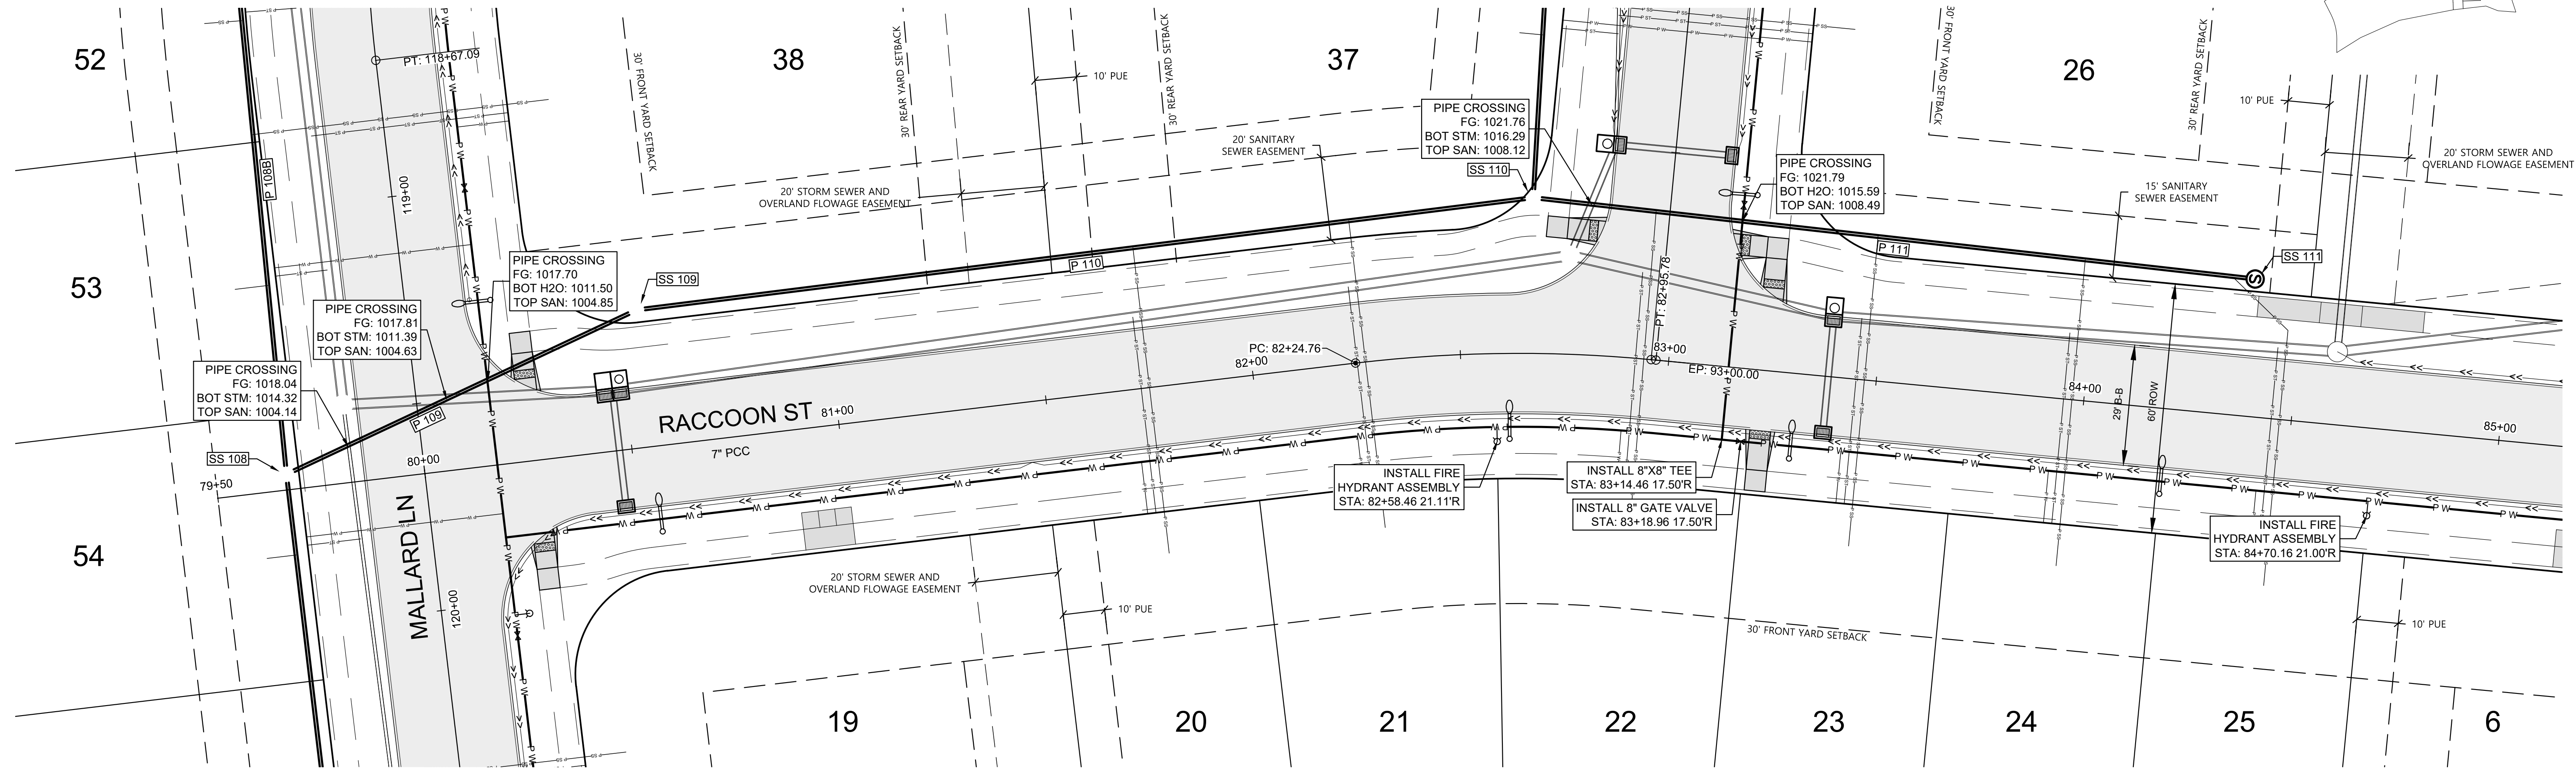 52
38
37
26
PT: 118+67.09
30' FRONT YARD SETBACK
30' REAR YARD SETBACK
10' PUE
30' REAR YARD SETBACK
30' FRONT YARD SETBACK
30' REAR YARD SETBACK
10' PUE
20' STORM SEWER AND
OVERLAND FLOWAGE EASEMENT
PIPE CROSSING
FG: 1021.76
BOT STM: 1016.29
TOP SAN: 1008.12
SS 110
20' SANITARY
SEWER EASEMENT
PIPE CROSSING
FG: 1021.79
BOT H2O: 1015.59
TOP SAN: 1008.49
15' SANITARY
SEWER EASEMENT
P 108B
119+00
20' STORM SEWER AND
OVERLAND FLOWAGE EASEMENT
53
PIPE CROSSING
FG: 1017.70
BOT H2O: 1011.50
TOP SAN: 1004.85
SS 109
P 110
P 111
SS 111
S
PIPE CROSSING
FG: 1017.81
BOT STM: 1011.39
TOP SAN: 1004.63
PT: 82+95.78
PIPE CROSSING
FG: 1018.04
BOT STM: 1014.32
TOP SAN: 1004.14
PC: 82+24.76
82+00
83+00
EP: 93+00.00
84+00
29' B-B
60' ROW
85+00
P 109
RACCOON ST
81+00
7" PCC
SS 108
79+50
80+00
MALLARD LN
120+00
INSTALL FIRE
HYDRANT ASSEMBLY
STA: 82+58.46 21.11'R
INSTALL 8"X8" TEE
STA: 83+14.46 17.50'R
INSTALL 8" GATE VALVE
STA: 83+18.96 17.50'R
INSTALL FIRE
HYDRANT ASSEMBLY
STA: 84+70.16 21.00'R
54
20' STORM SEWER AND
OVERLAND FLOWAGE EASEMENT
10' PUE
30' FRONT YARD SETBACK
10' PUE
19
20
21
22
23
24
25
6